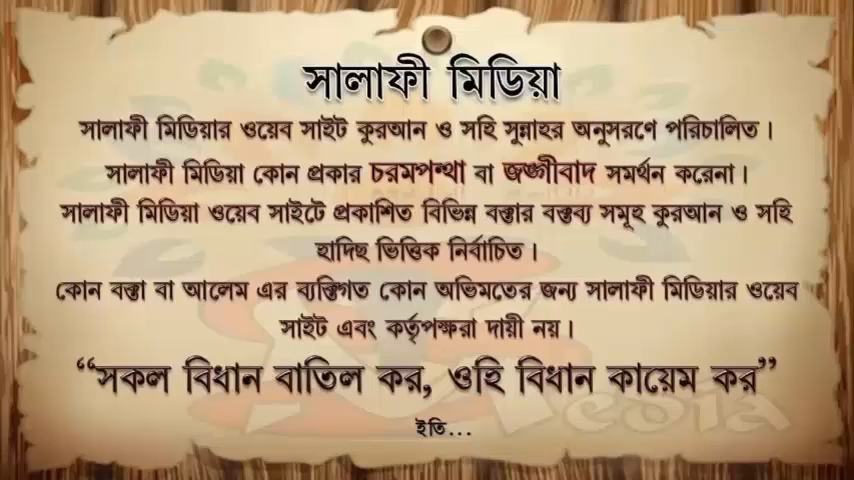 সালাফী মিডিয়া
সালাফী মিডিয়ার ওয়েব সাইট কুরআন ও সহি সুন্নাহর অনুসরণে পরিচালিত।
সালাফী মিডিয়া কোন প্রকার চরমপন্থা বা জঙ্গীবাদ সমর্থন করেনা।
সালাফী মিডিয়া ওয়েব সাইটে প্রকাশিত বিভিন্ন বক্তার বক্তব্য সমূহ কুরআন ও সহি
হাদিছ ভিত্তিক নির্বাচিত।
কোন বক্তা বা আলেম এর ব্যক্তিগত কোন অভিমতের জন্য সালাফী মিডিয়ার ওয়েব
সাইট এবং কর্তৃপক্ষরা দায়ী নয়।
“সকল বিধান বাতিল কর, ওহি বিধান কায়েম কর”
ইতি...